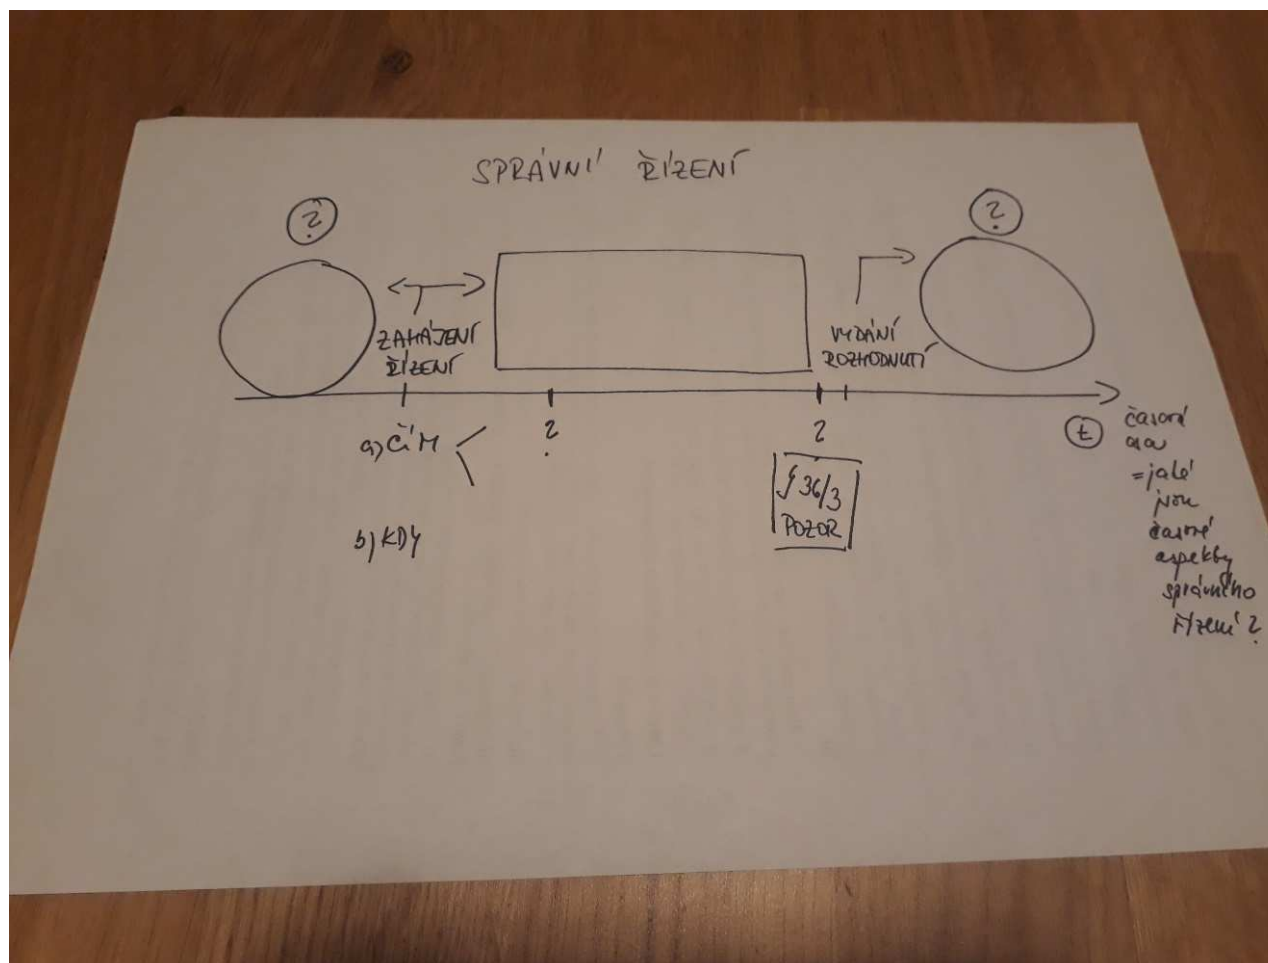 SPRÁVNÍ ŘÍZENÍ
?
?
ZAHÁJENÍ
ŘÍZENÍ
VYDÁNÍ
ROZHODNUTÍ
a) ČÍM
b) KDY
?
?
§ 36/3
POZOR
t
časová
osa
= jaké
jsou
časové
aspekty
správního
řízení?